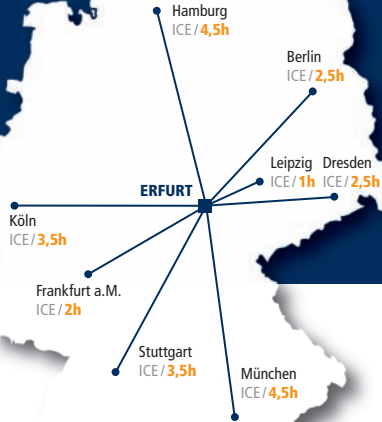 Hamburg
ICE/4,5h
Berlin
ICE/2,5h
Leipzig
ICE/1h
Dresden
ICE/2,5h
ERFURT
Köln
ICE/3,5h
Frankfurt a.M.
ICE/2h
Stuttgart
ICE/3,5h
München
ICE/4,5h